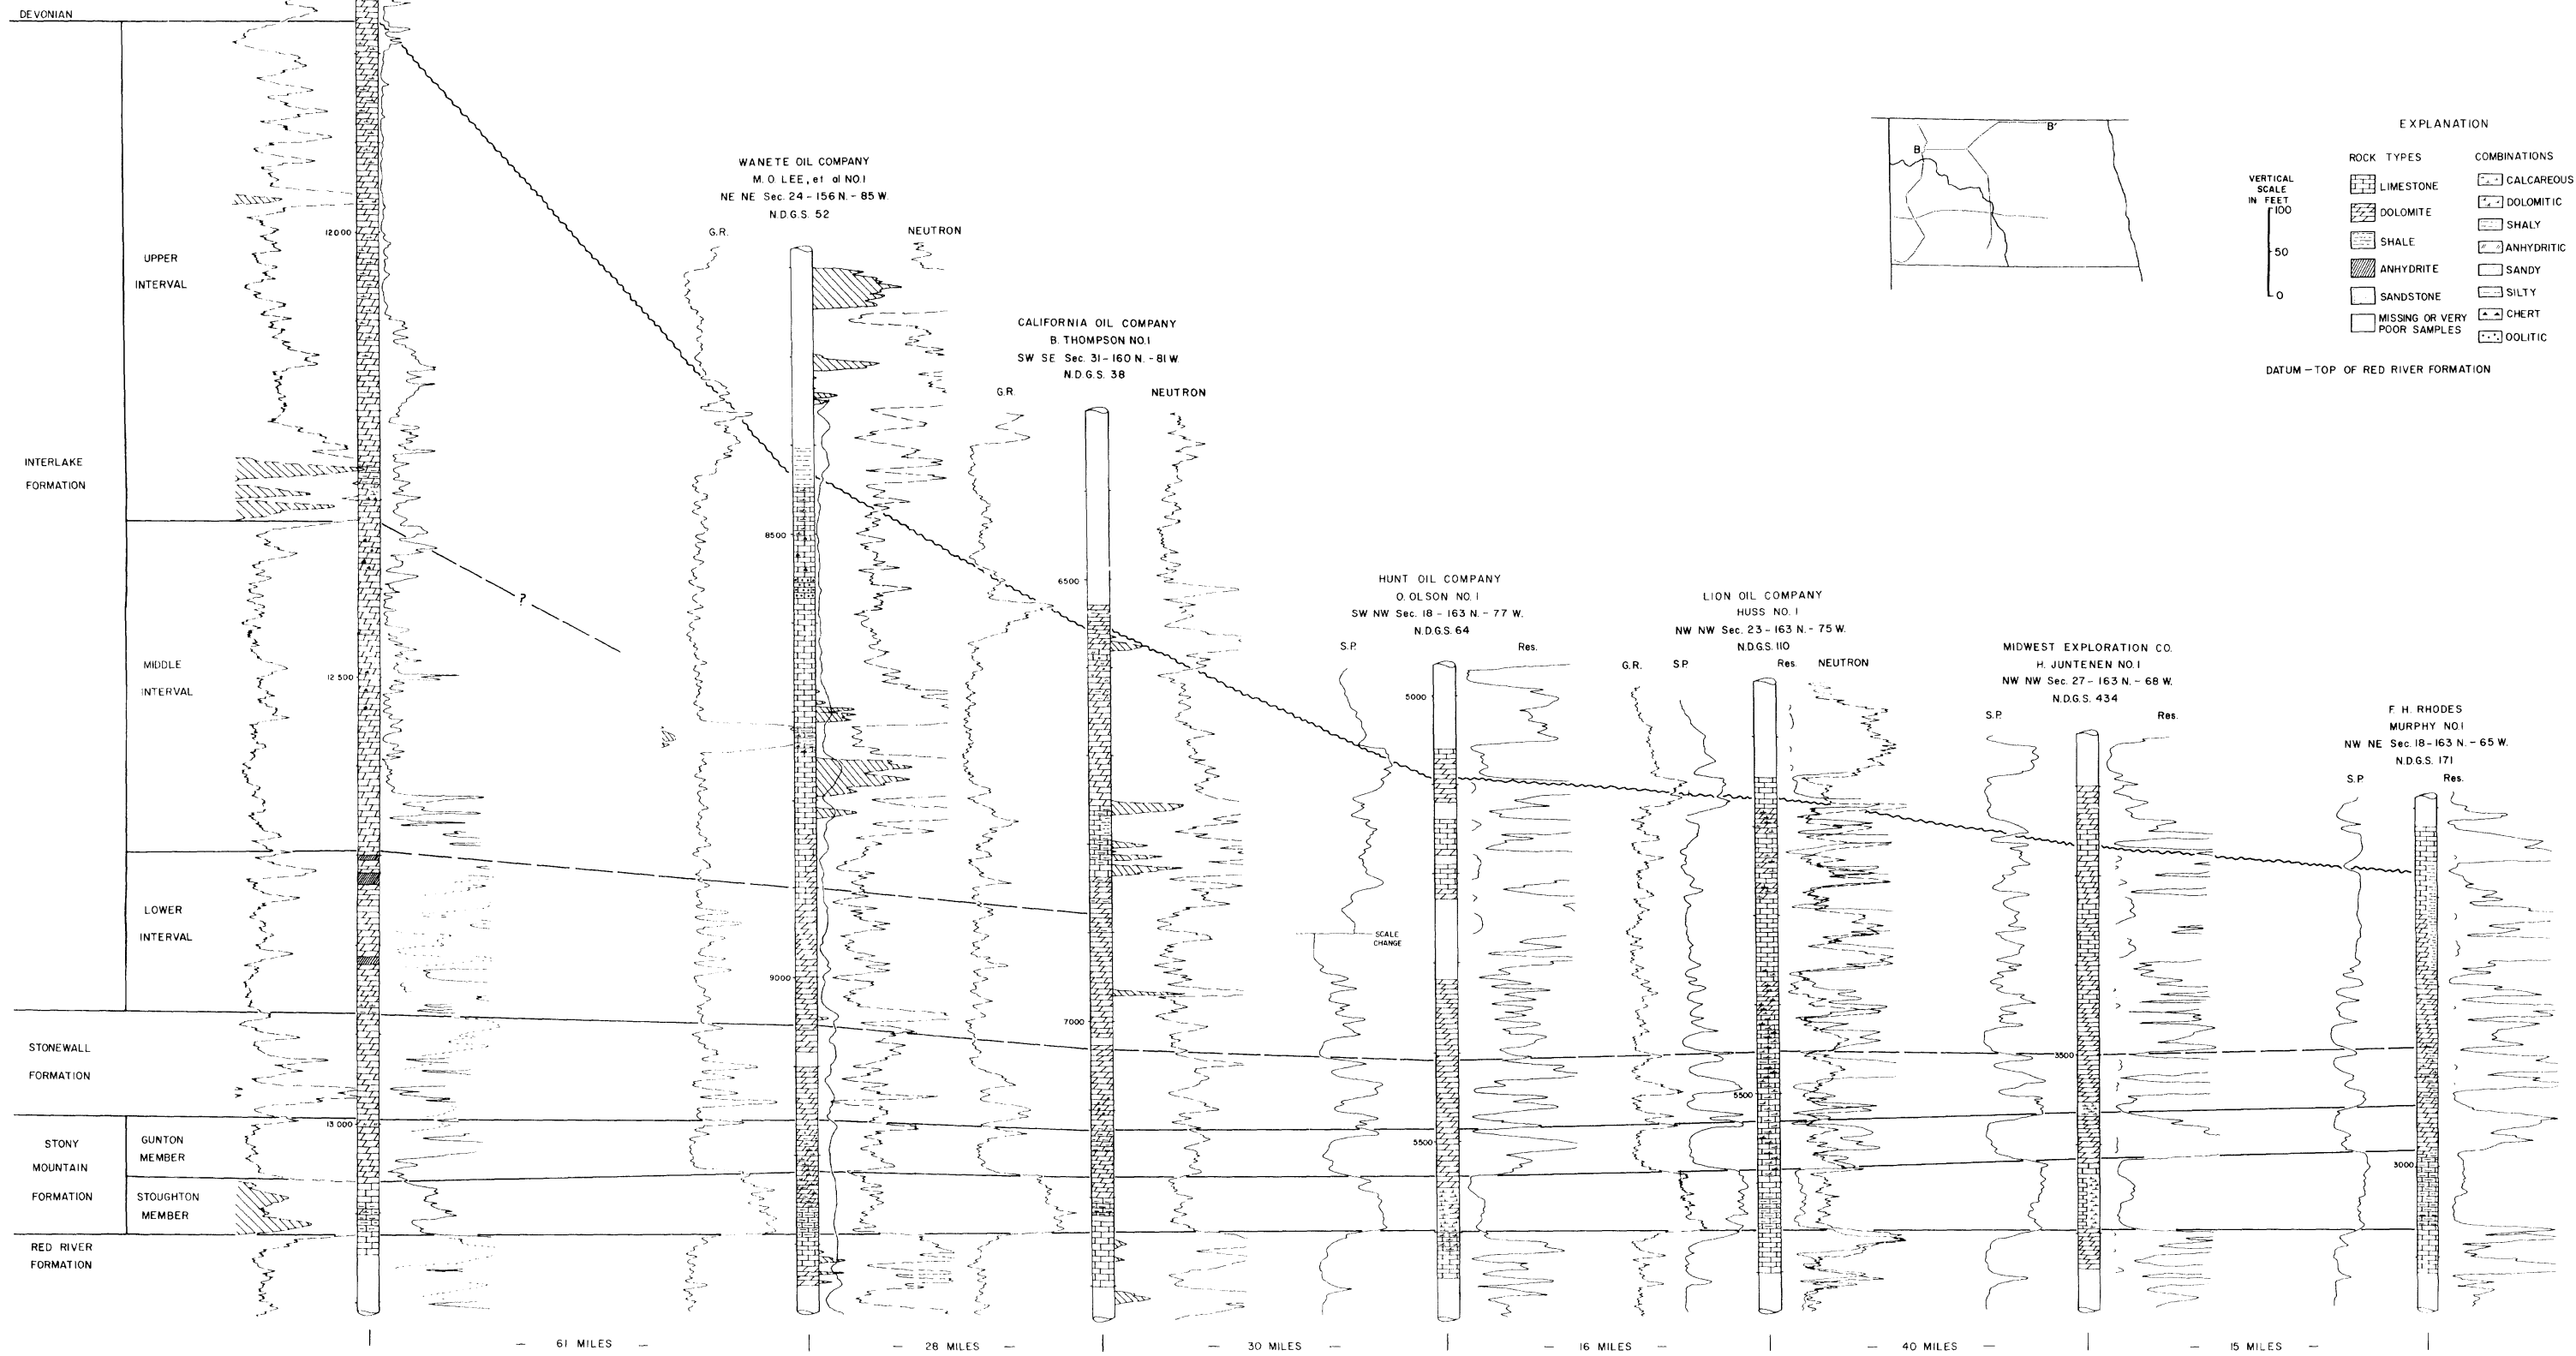 DEVONIAN
UPPER
INTERVAL
INTERLAKE
FORMATION
MIDDLE
INTERVAL
LOWER
INTERVAL
STONEWALL
FORMATION
STONY
MOUNTAIN
FORMATION
GUNTON
MEMBER
STOUGHTON
MEMBER
RED RIVER
FORMATION
12000
12 500
13 000
?
WANETE OIL COMPANY
M. O. LEE, et al NO.1
NE NE Sec. 24 - 156 N. - 85 W.
N.D.G.S. 52
G.R.
NEUTRON
8500
9000
CALIFORNIA OIL COMPANY
B. THOMPSON NO.1
SW SE Sec. 31 - 160 N. - 81 W.
N.D.G.S. 38
G.R.
NEUTRON
6500
7000
HUNT OIL COMPANY
O. OLSON NO. 1
SW NW Sec. 18 - 163 N. - 77 W.
N.D.G.S. 64
S.P.
Res.
5000
SCALE
CHANGE
5500
LION OIL COMPANY
HUSS NO. 1
NW NW Sec. 23 - 163 N. - 75 W.
N.D.G.S. 110
G.R.
S.P.
Res.
NEUTRON
5500
MIDWEST EXPLORATION CO.
H. JUNTENEN NO.1
NW NW Sec. 27 - 163 N. - 68 W.
N.D.G.S. 434
S.P.
Res.
3500
F. H. RHODES
MURPHY NO.1
NW NE Sec. 18 - 163 N. - 65 W.
N.D.G.S. 171
S.P.
Res.
3000
B
B'
EXPLANATION
VERTICAL
SCALE
IN FEET
100
50
0
ROCK TYPES
LIMESTONE
DOLOMITE
SHALE
ANHYDRITE
SANDSTONE
MISSING OR VERY
POOR SAMPLES
COMBINATIONS
CALCAREOUS
DOLOMITIC
SHALY
ANHYDRITIC
SANDY
SILTY
CHERT
OOLITIC
DATUM - TOP OF RED RIVER FORMATION
61 MILES
28 MILES
30 MILES
16 MILES
40 MILES
15 MILES